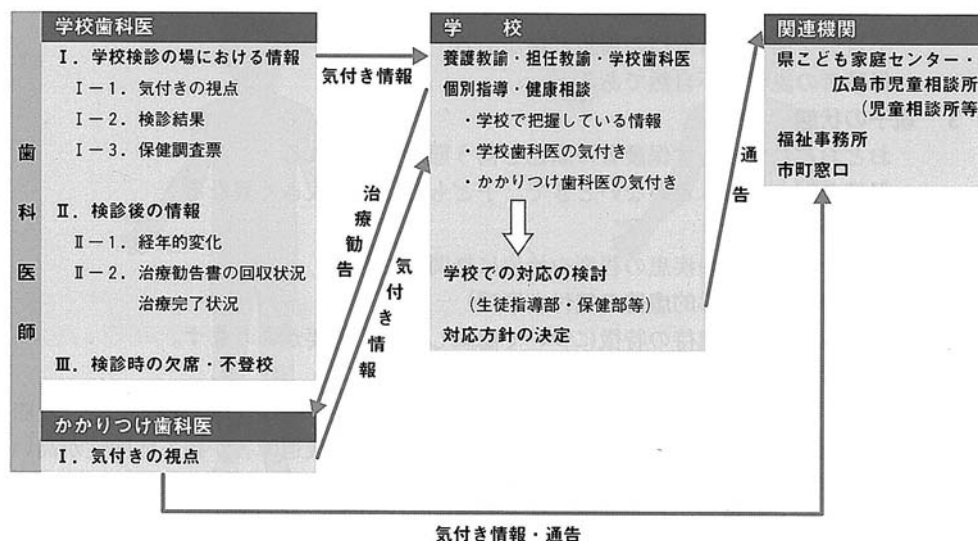 歯科医師
学校歯科医
Ⅰ．学校検診の場における情報
Ⅰ－1．気付きの視点
Ⅰ－2．検診結果
Ⅰ－3．保健調査票
Ⅱ．検診後の情報
Ⅱ－1．経年的変化
Ⅱ－2．治療勧告書の回収状況
治療完了状況
Ⅲ．検診時の欠席・不登校
かかりつけ歯科医
Ⅰ．気付きの視点
気付き情報
治療勧告
気付き情報
学　校
養護教諭・担任教諭・学校歯科医
個別指導・健康相談
・学校で把握している情報
・学校歯科医の気付き
・かかりつけ歯科医の気付き
学校での対応の検討
（生徒指導部・保健部等）
対応方針の決定
通告
関連機関
県こども家庭センター・
広島市児童相談所
（児童相談所等
福祉事務所
市町窓口
気付き情報・通告